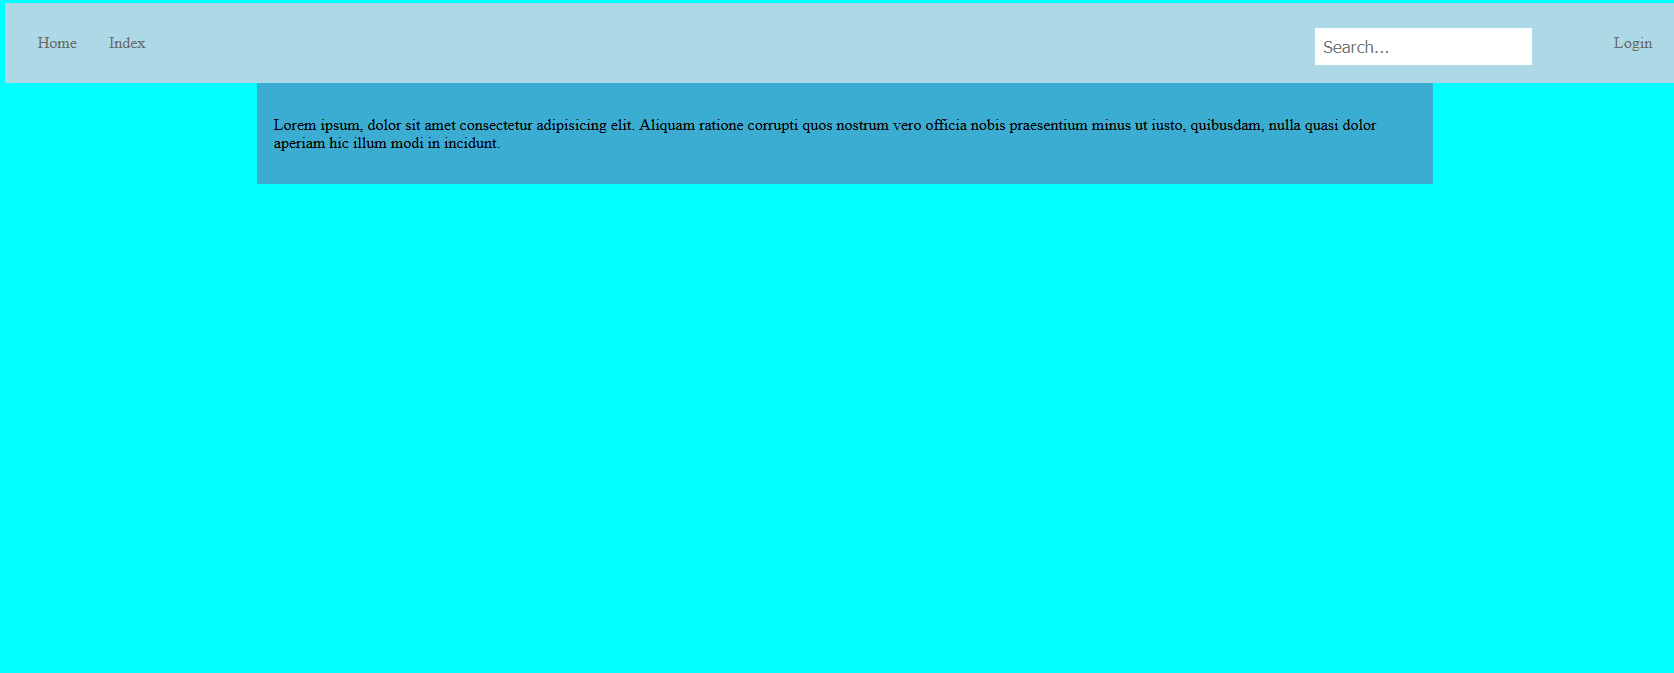 Home Index Search... Login
Lorem ipsum, dolor sit amet consectetur adipisicing elit. Aliquam ratione corrupti quos nostrum vero officia nobis praesentium minus ut iusto, quibusdam, nulla quasi dolor
aperiam hic illum modi in incidunt.